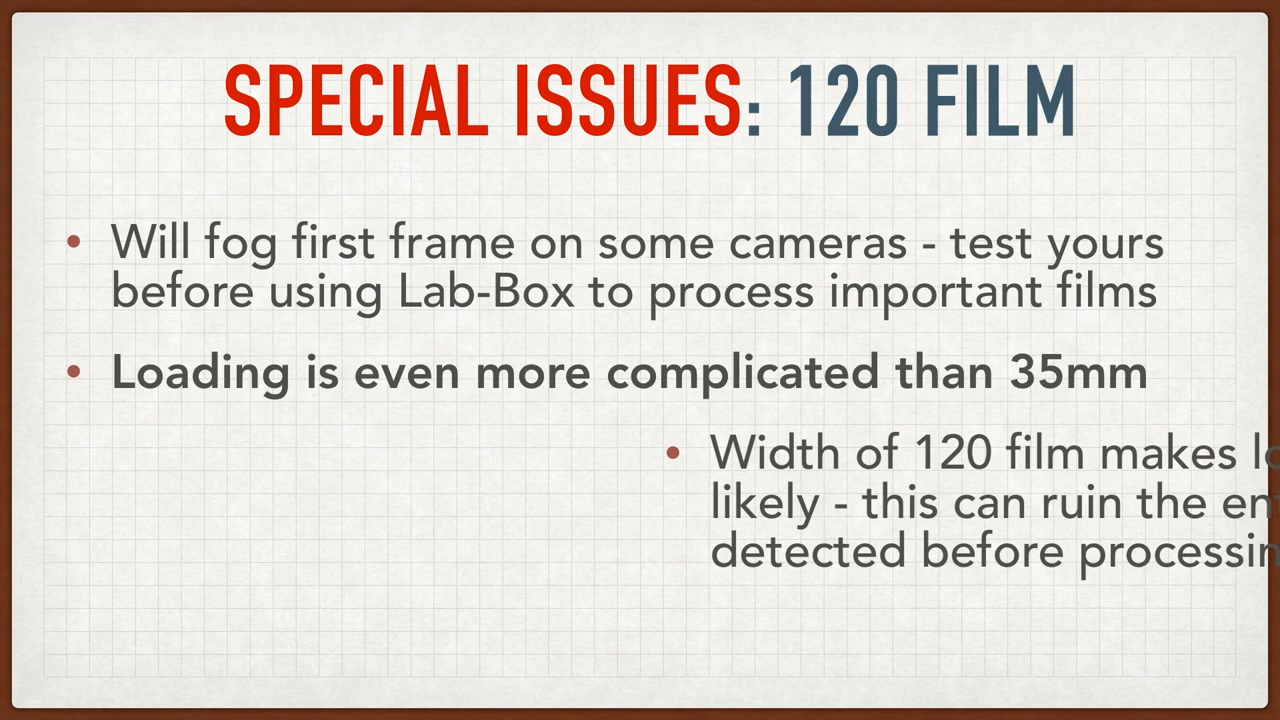 SPECIAL ISSUES: 120 FILM
• Will fog first frame on some cameras - test yours
before using Lab-Box to process important films
• Loading is even more complicated than 35mm
• Width of 120 film makes
likely - this can ruin the
detected before